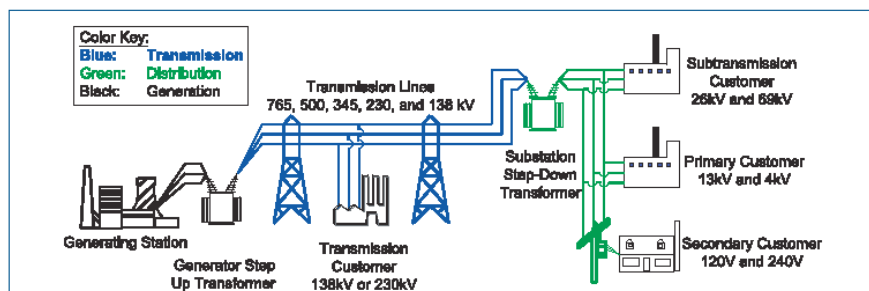 Color Key:
Blue: Transmission
Green: Distribution
Black: Generation
Transmission Lines
765, 500, 345, 230, and 138 kV
Subtransmission
Customer
26kV and 69kV
Substation
Step-Down
Transformer
Primary Customer
13kV and 4kV
Generating Station
Generator Step
Up Transformer
Transmission
Customer
138kV or 230kV
Secondary Customer
120V and 240V